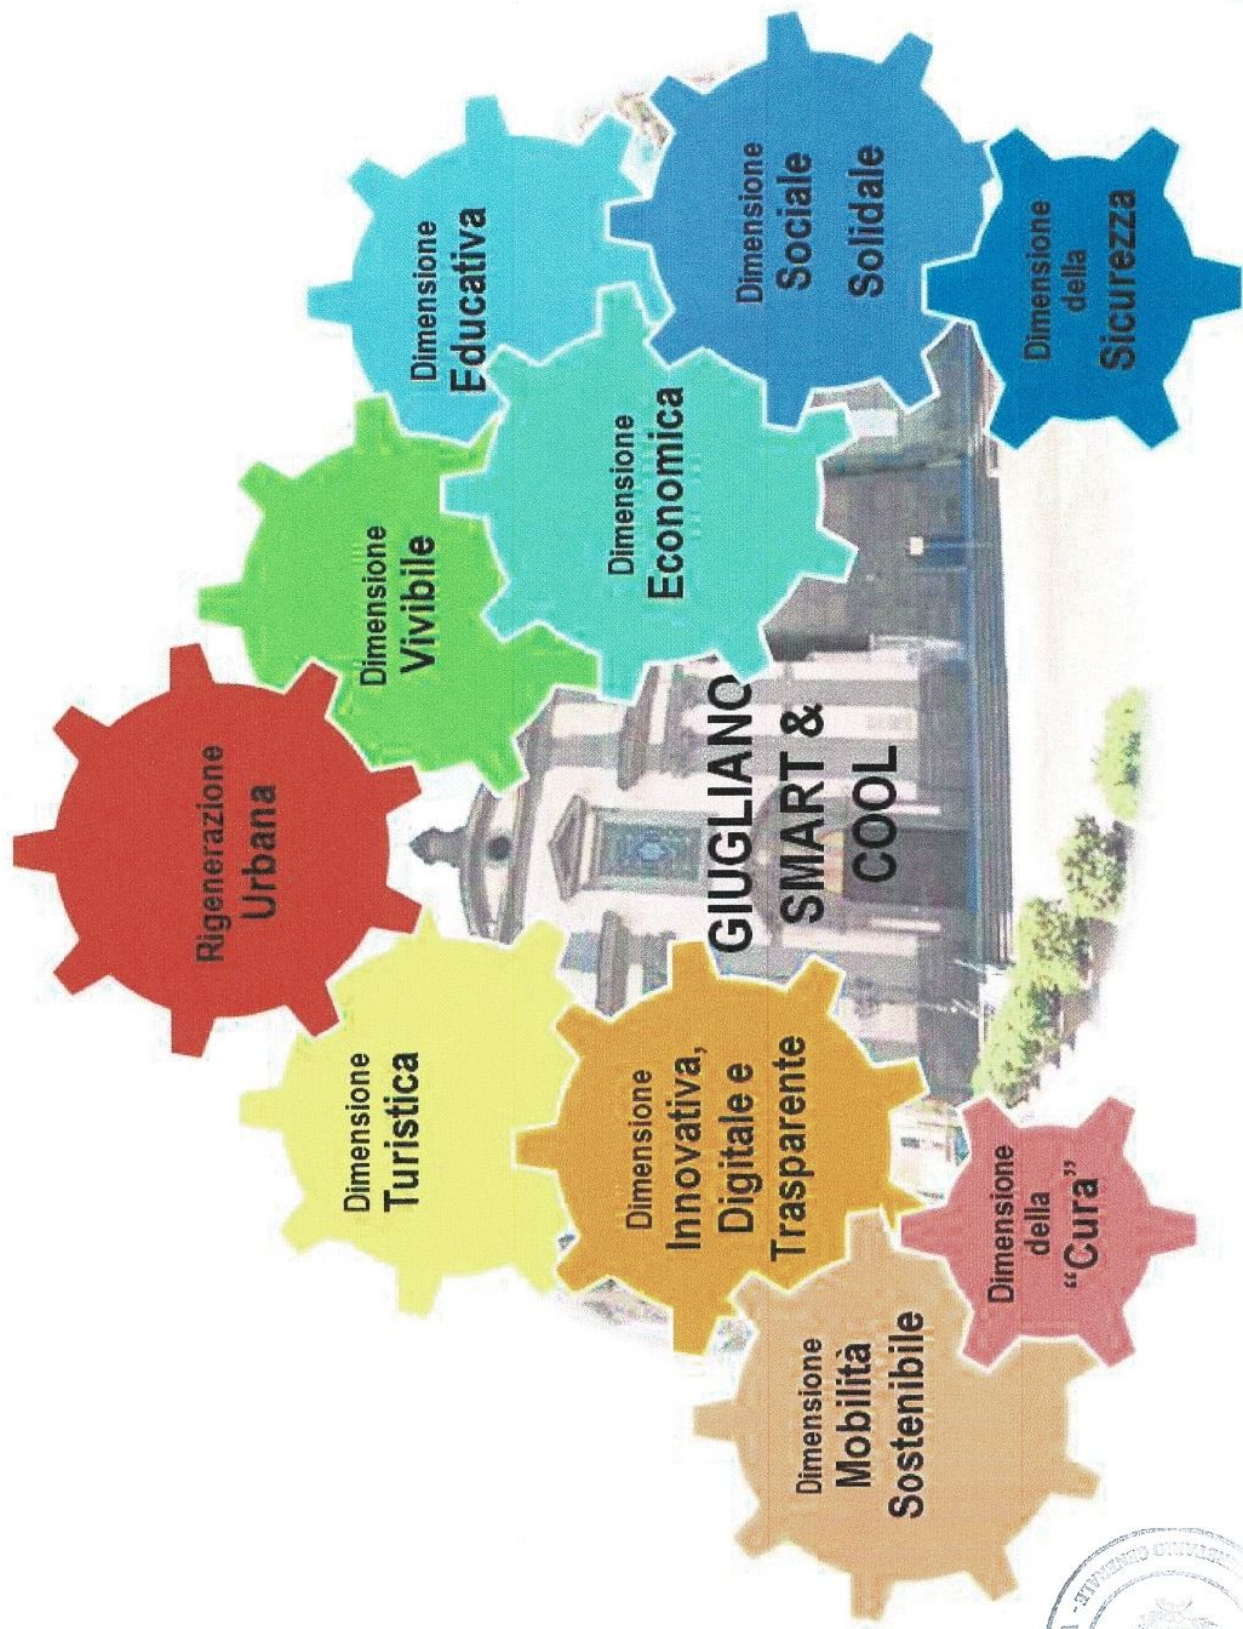 Rigenerazione
Urbana
Dimensione
Turistica
Dimensione
Vivibile
Dimensione
Educativa
Dimensione
Innovativa,
Digitale e
Trasparente
Dimensione
Economica
GIUGLIANO
SMART &
COOL
Dimensione
Sociale
Solidale
Dimensione
Mobilità
Sostenibile
Dimensione
della
“Cura”
Dimensione
della
Sicurezza
GENERALE